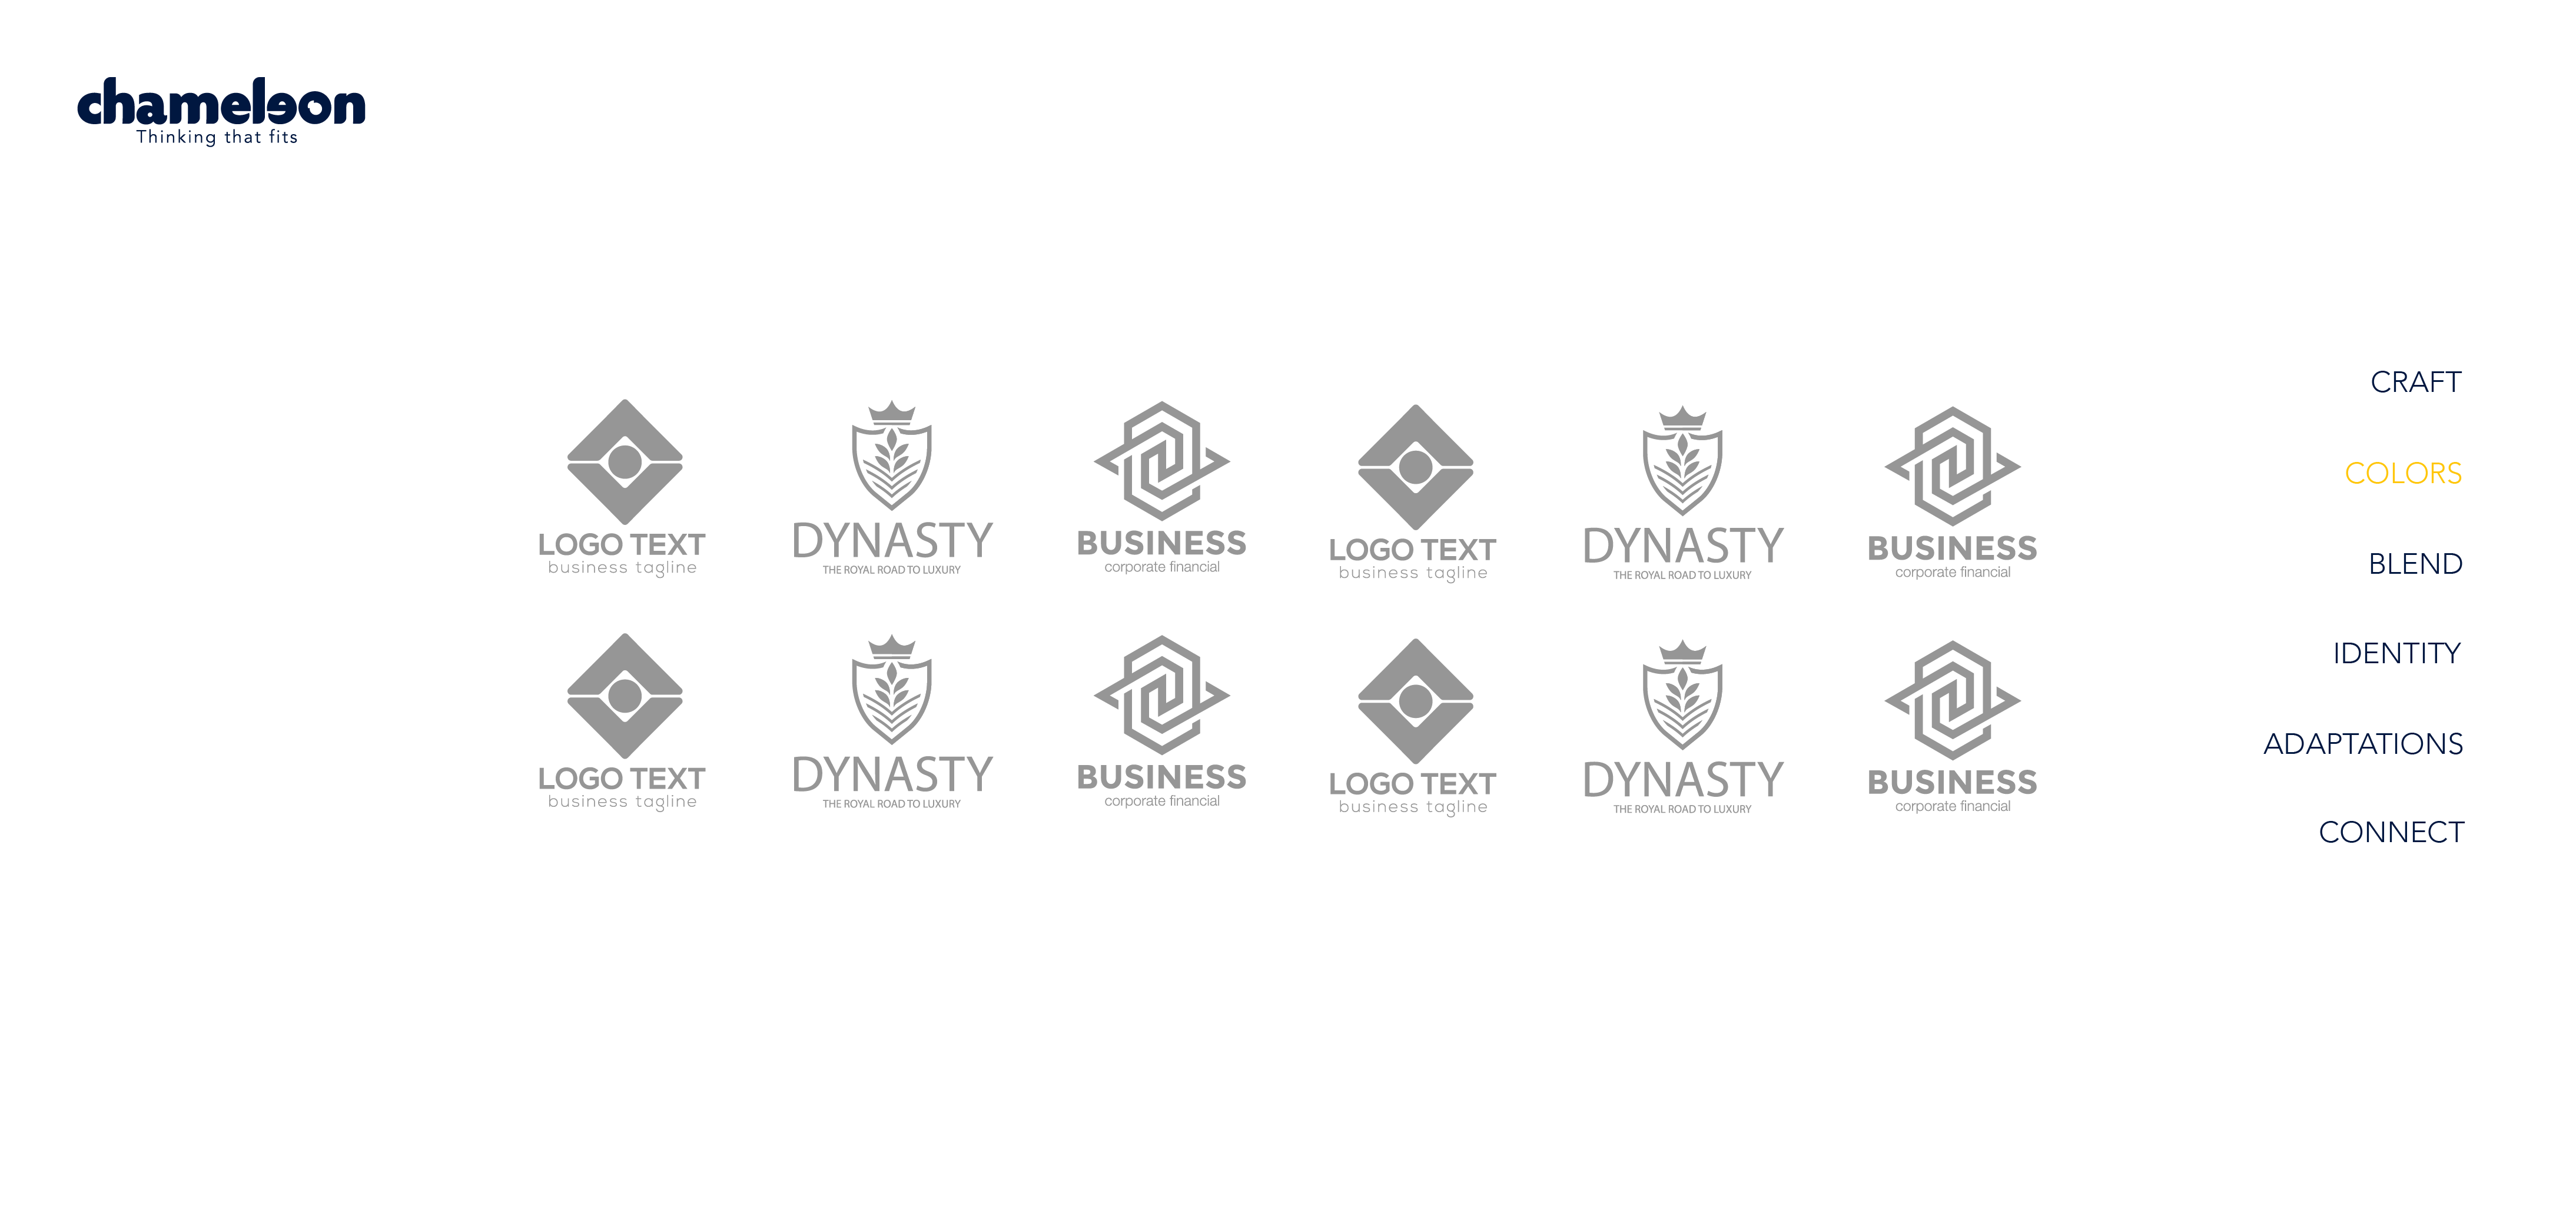 chameleon
Thinking that fits
CRAFT
COLORS
BLEND
IDENTITY
ADAPTATIONS
CONNECT
LOGO TEXT
business tagline
DYNASTY
THE ROYAL ROAD TO LUXURY
BUSINESS
corporate financial
LOGO TEXT
business tagline
DYNASTY
THE ROYAL ROAD TO LUXURY
BUSINESS
corporate financial
LOGO TEXT
business tagline
DYNASTY
THE ROYAL ROAD TO LUXURY
BUSINESS
corporate financial
LOGO TEXT
business tagline
DYNASTY
THE ROYAL ROAD TO LUXURY
BUSINESS
corporate financial